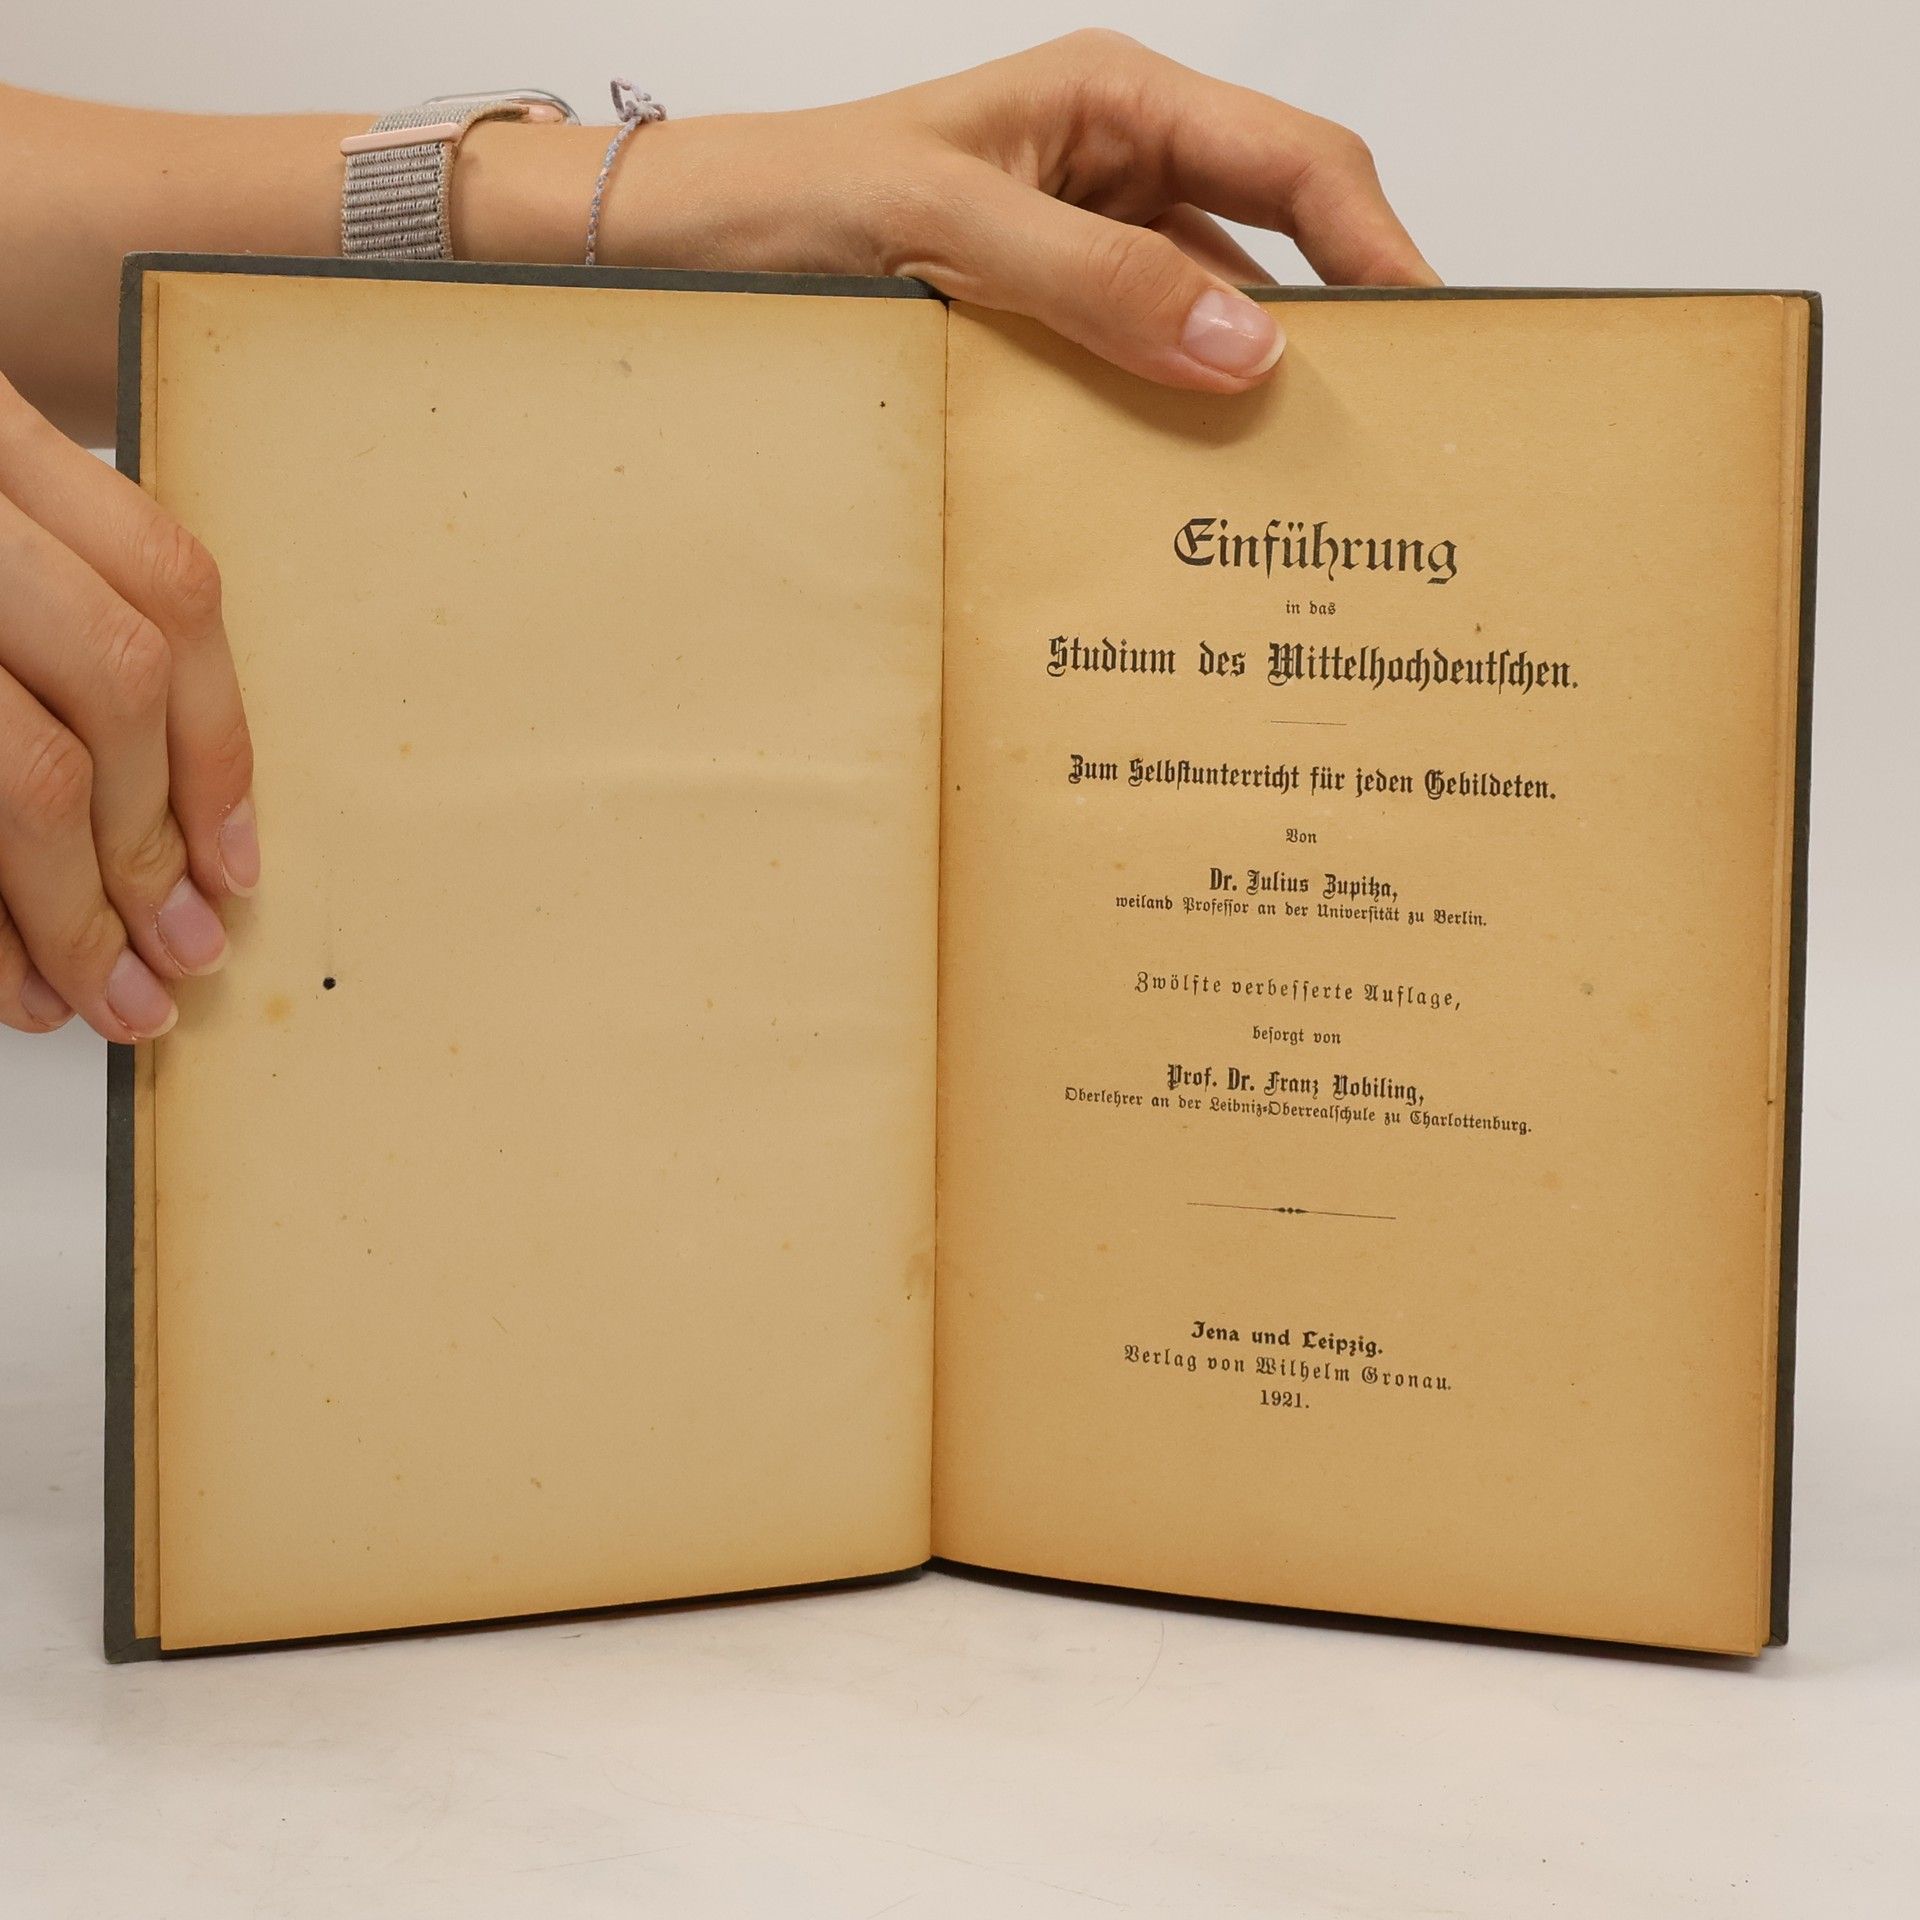 Einführung
in das
Studium des Mittelhochdeutschen.
Zum Selbstunterricht für jeden Gebildeten.
Von
Dr. Julius Zupitza,
weiland Professor an der Universität zu Berlin.
Zwölfte verbesserte Auflage,
besorgt von
Prof. Dr. Franz Nobiling,
Oberlehrer an der Leibniz-Oberrealschule zu Charlottenburg.
Jena und Leipzig.
Verlag von Wilhelm Gronau.
1921.